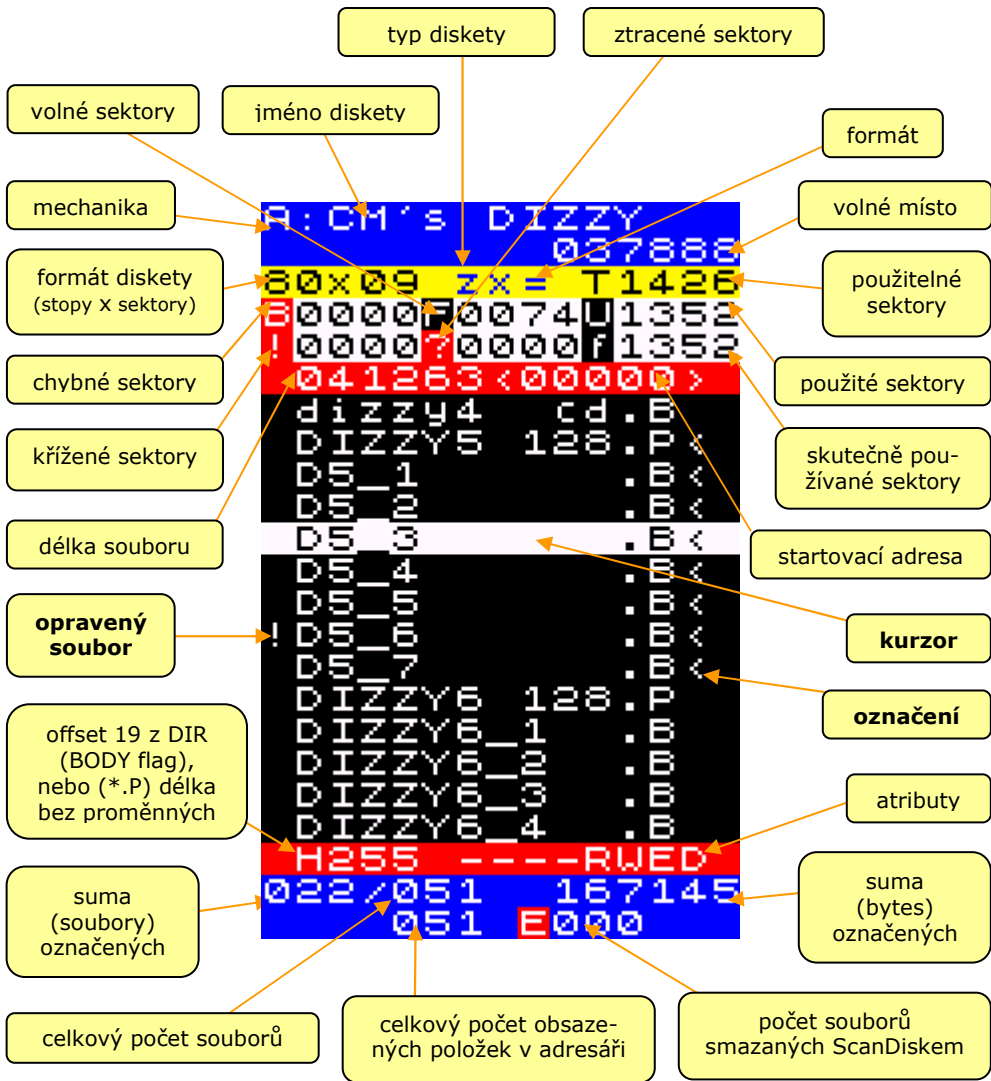 typ diskety
ztracené sektory
volné sektory
jméno diskety
formát
mechanika
volné místo
formát diskety
(stopy x sektory)
použitelné
sektory
chybné sektory
použité sektory
křížené sektory
skutečně pou-
žívané sektory
délka souboru
startovací adresa
opravený
soubor
kurzor
označení
offset 19 z DIR
(BODY flag),
nebo (*.P) délka
bez proměnných
atributy
suma
(soubory)
označených
suma
(bytes)
označených
celkový počet souborů
celkový počet obsaze-
ných položek v adresáři
počet souborů
smazaných ScanDiskem
A:CM's DIZZY
037888
80x09 zx= T1426
B0000F0074U1352
!0000?0000f1352
041263<00000>
dizzy4 cd.B
DIZZY5 128.P<
D5_1 .B<
D5_2 .B<
D5_3 .B<
D5_4 .B<
D5_5 .B<
!D5_6 .B<
D5_7 .B<
DIZZY6 128.P
DIZZY6_1 .B
DIZZY6_2 .B
DIZZY6_3 .B
DIZZY6_4 .B
H255 ----RWED
022/051 167145
051 E000